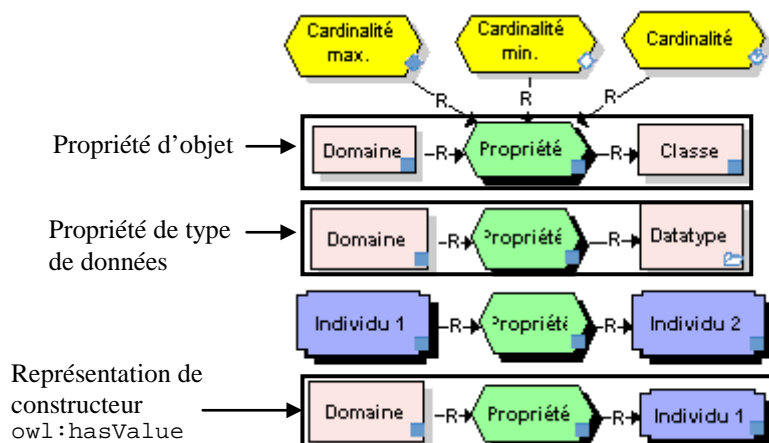 Cardinalité max.
Cardinalité min.
Cardinalité
R R R
Propriété d’objet
Domaine R Propriété R Classe
Propriété de type de données
Domaine R Propriété R Datatype
Individu 1 R Propriété R Individu 2
Représentation de constructeur owl:hasValue
Domaine R Propriété R Individu 1